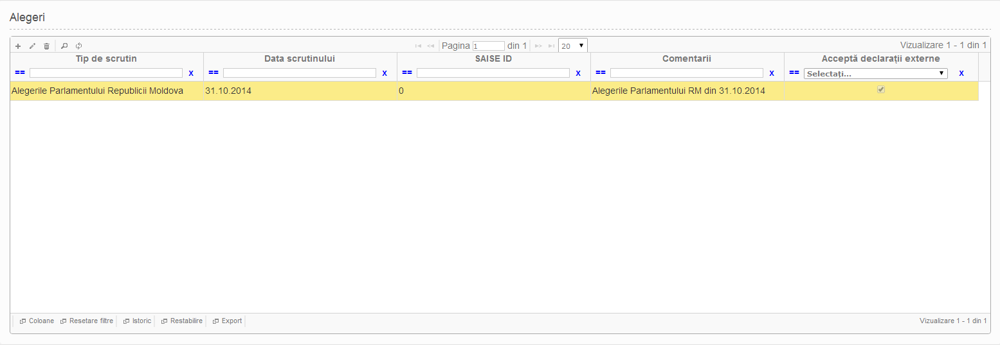 Alegeri
Pagina 1 din 1 20 Vizualizare 1 - 1 din 1
Tip de scrutin Data scrutinului SAISE ID Comentarii Acceptă declarații externe
== x == x == x == x == Selectați... x
Alegerile Parlamentului Republicii Moldova 31.10.2014 0 Alegerile Parlamentului RM din 31.10.2014
Coloane Resetare filtre Istoric Restabilire Export Vizualizare 1 - 1 din 1